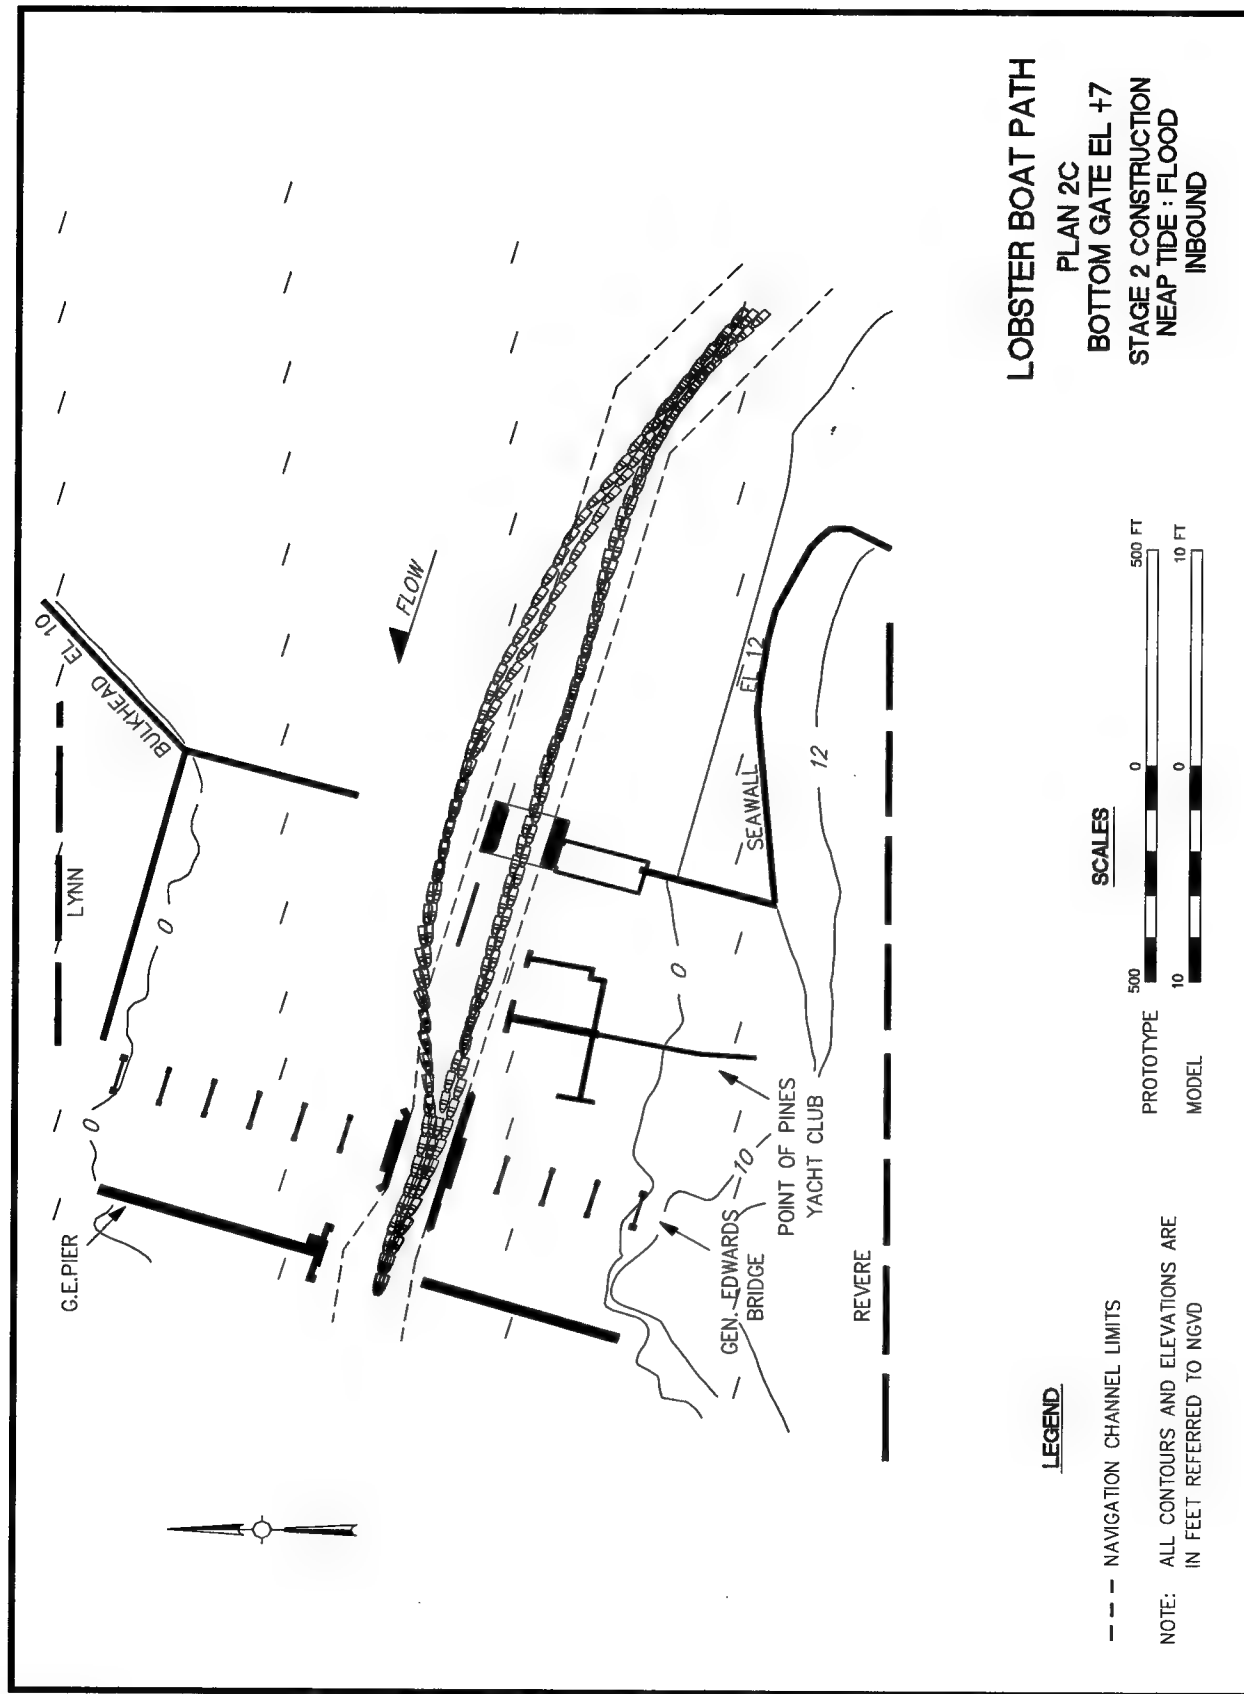 LYNN
BULKHEAD EL 10
0
0
G.E.PIER
FLOW
SEAWALL EL 12
12
0
10
POINT OF PINES
YACHT CLUB
GEN. EDWARDS
BRIDGE
REVERE
LEGEND
NAVIGATION CHANNEL LIMITS
NOTE: ALL CONTOURS AND ELEVATIONS ARE
IN FEET REFERRED TO NGVD
SCALES
PROTOTYPE 500 0 500 FT
MODEL 10 0 10 FT
LOBSTER BOAT PATH
PLAN 2C
BOTTOM GATE EL +7
STAGE 2 CONSTRUCTION
NEAP TIDE : FLOOD
INBOUND